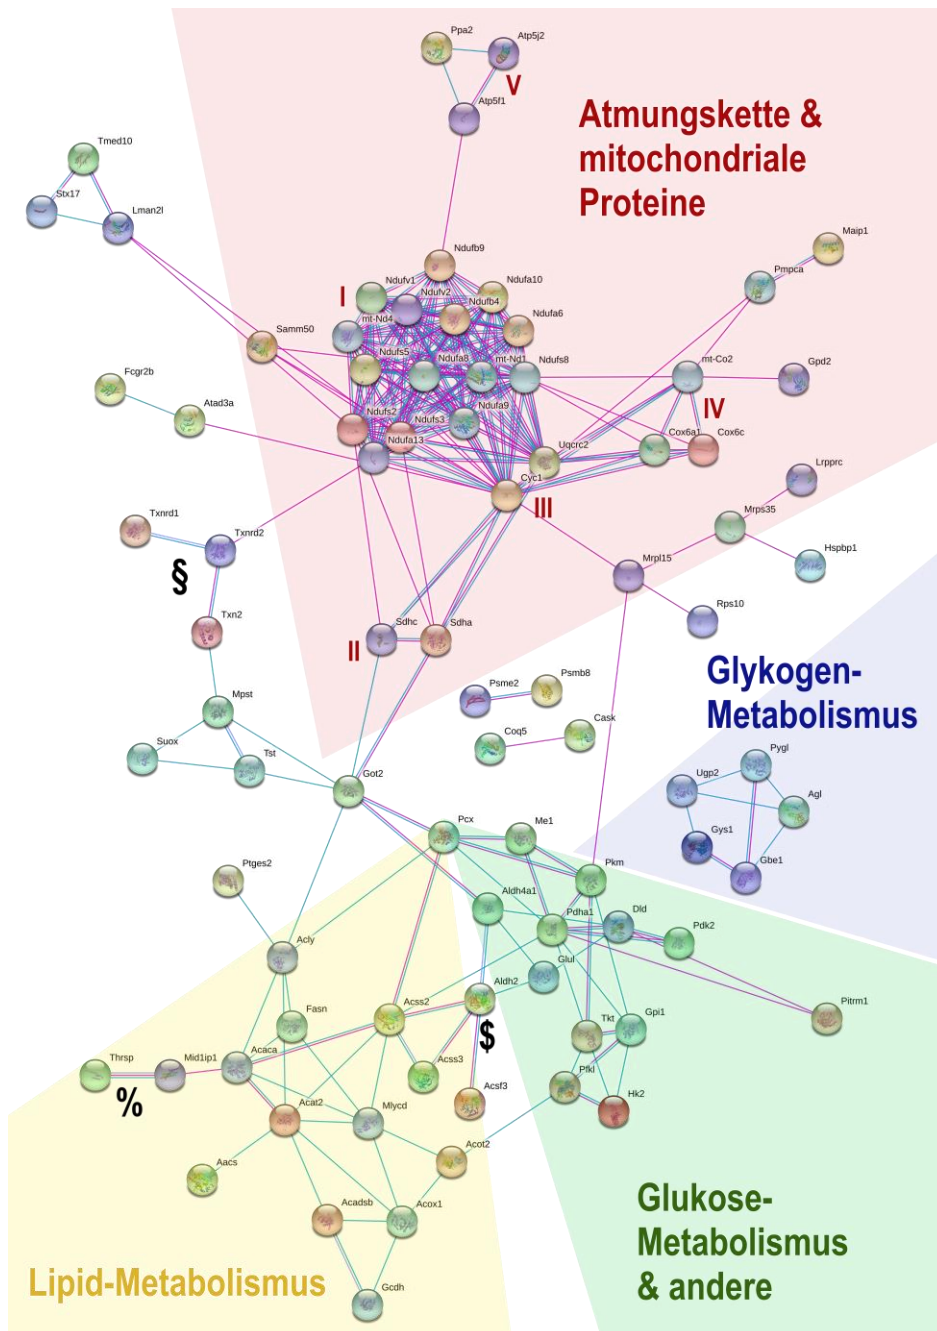 Ppa2
Atp5j2
V
Atp5f1
Atmungskette &
mitochondriale
Proteine
Tmed10
Stx17
Lman2l
Maip1
Pmpca
Ndufb9
Ndufv1
Ndufa10
I
Ndufv2
Ndufb4
mt-Nd4
Ndufa6
Samm50
Ndufs5
Ndufa8
mt-Nd1
Ndufs8
mt-Co2
Gpd2
Fcgr2b
Atad3a
IV
Ndufs2
Ndufs3
Ndufa9
Ndufa13
Uqcrc2
Cox6a1
Cox6c
Cyc1
III
Lrpprc
Mrps35
Txnrd1
Txnrd2
Hspbp1
§
Mrpl15
Txn2
Rps10
Sdhc
Sdha
II
Glykogen-
Metabolismus
Psme2
Psmb8
Mpst
Coq5
Cask
Suox
Tst
Got2
Pygl
Ugp2
Agl
Gys1
Gbe1
Pcx
Me1
Pkm
Ptges2
Aldh4a1
Pdha1
Dld
Pdk2
Acly
Glul
Aldh2
Fasn
Acss2
$
Tkt
Gpi1
Pitrm1
Acaca
Thrsp
Mid1ip1
%
Acss3
Acsf3
Pfkl
Hk2
Acat2
Mlycd
Aacs
Acot2
Acadsb
Acox1
Glukose-
Metabolismus
& andere
Lipid-Metabolismus
Gcdh